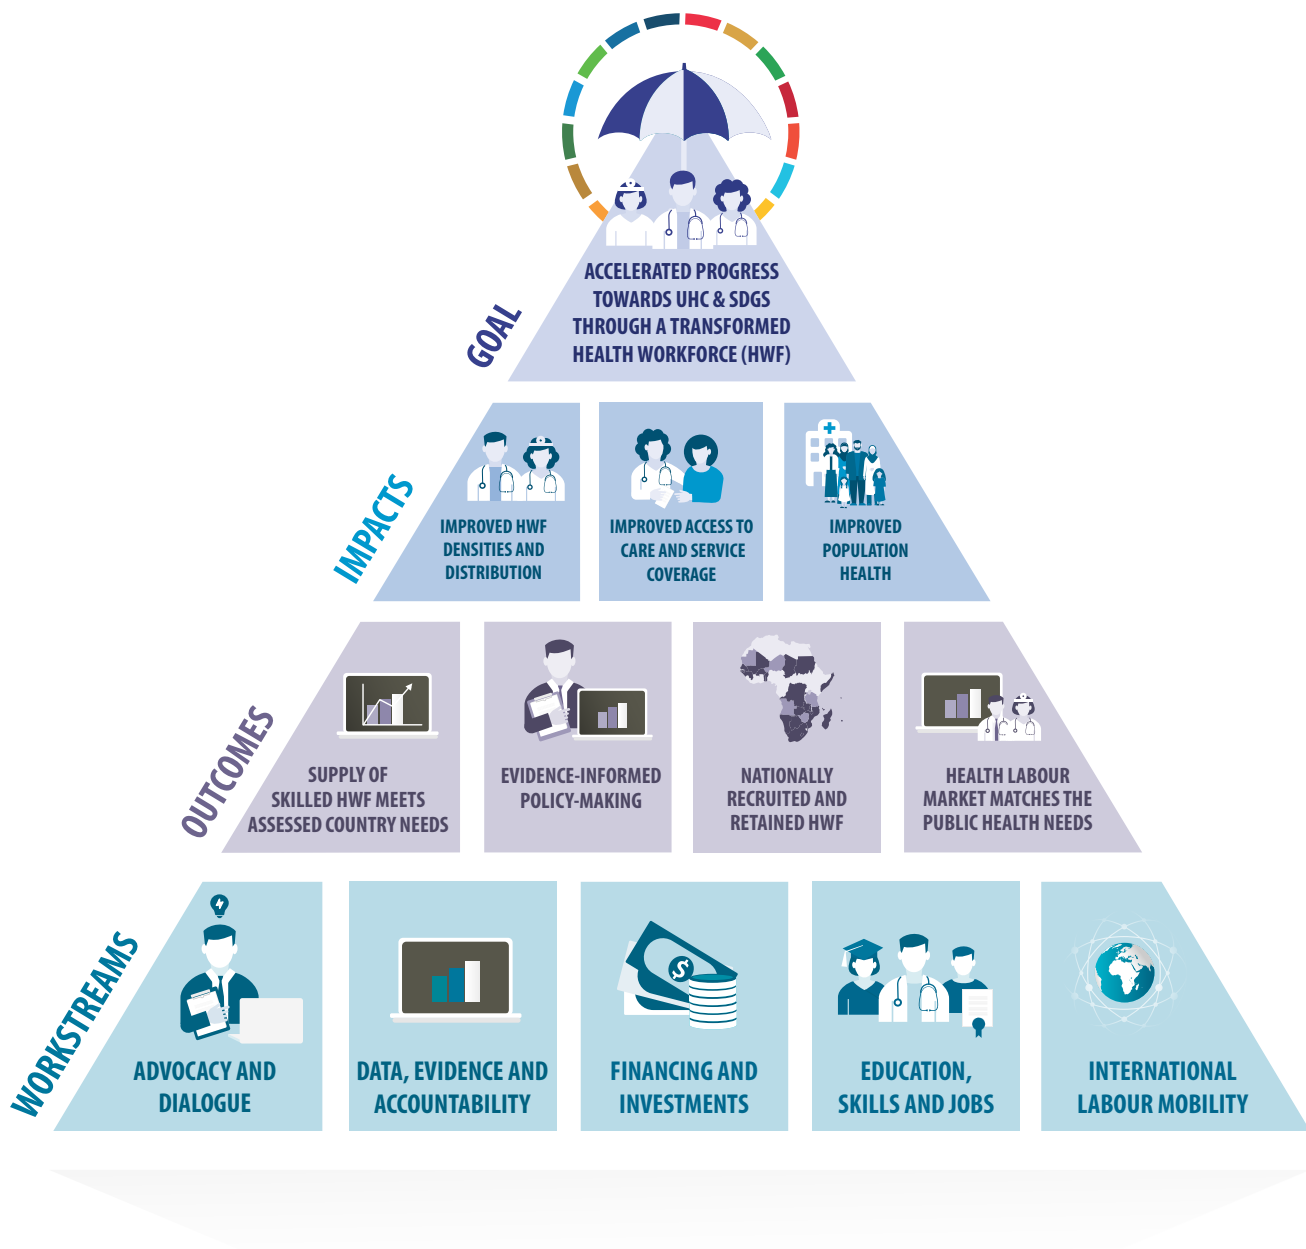 GOAL
ACCELERATED PROGRESS
TOWARDS UHC & SDGS
THROUGH A TRANSFORMED
HEALTH WORKFORCE (HWF)
IMPACTS
IMPROVED HWF
DENSITIES AND
DISTRIBUTION
IMPROVED ACCESS TO
CARE AND SERVICE
COVERAGE
IMPROVED
POPULATION
HEALTH
OUTCOMES
SUPPLY OF
SKILLED HWF MEETS
ASSESSED COUNTRY NEEDS
EVIDENCE-INFORMED
POLICY-MAKING
NATIONALLY
RECRUITED AND
RETAINED HWF
HEALTH LABOUR
MARKET MATCHES THE
PUBLIC HEALTH NEEDS
WORKSTREAMS
ADVOCACY AND
DIALOGUE
DATA, EVIDENCE AND
ACCOUNTABILITY
$
FINANCING AND
INVESTMENTS
EDUCATION,
SKILLS AND JOBS
INTERNATIONAL
LABOUR MOBILITY